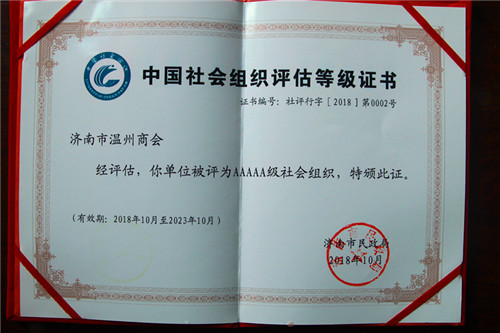 中国社会组织评估等级证书
证书编号：社评行字［2018］第0002号
济南市温州商会
经评估，你单位被评为AAAAA级社会组织，特颁此证。
（有效期：2018年10月至2023年10月）
济南市民政局
2018年10月